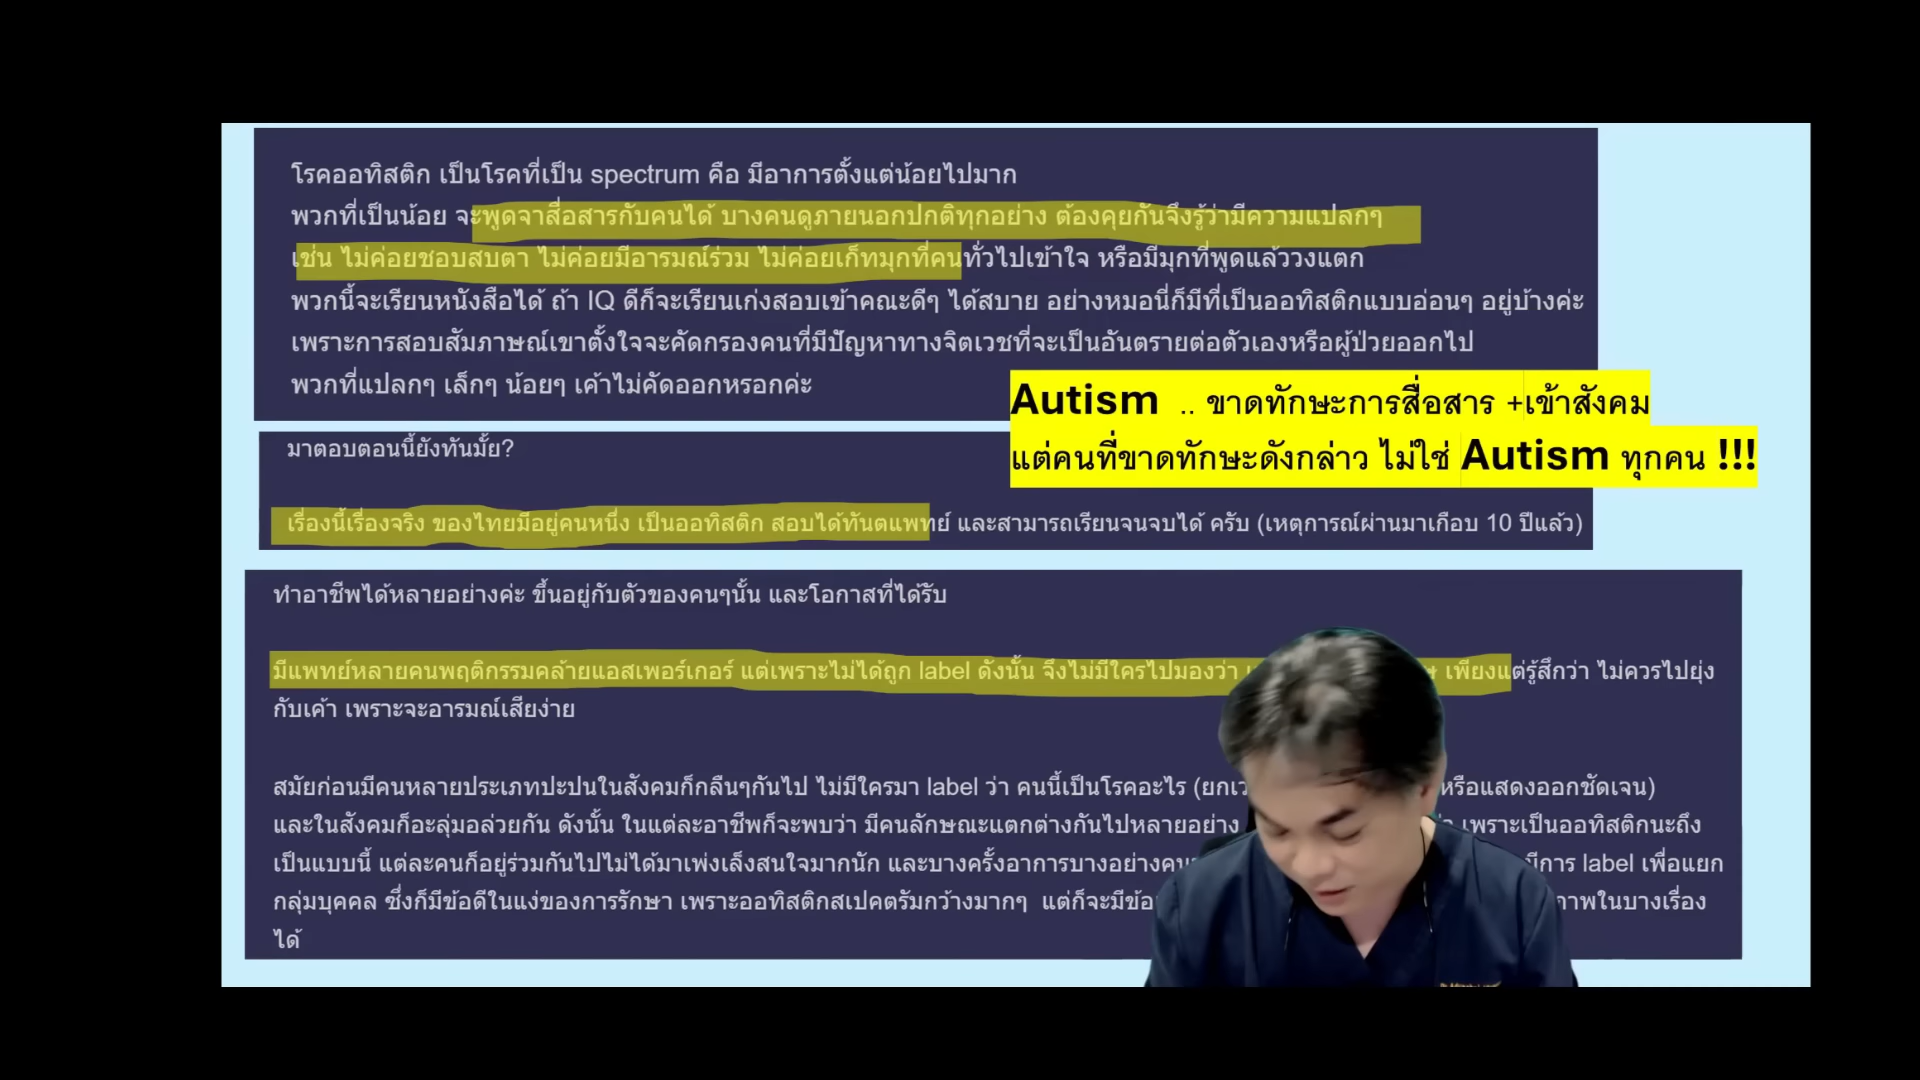 โรคออทิสติก เป็นโรคที่เป็น spectrum คือ มีอาการตั้งแต่น้อยไปมาก
พวกที่เป็นน้อย จะพูดจาสื่อสารกับคนได้ บางคนดูภายนอกปกติทุกอย่าง ต้องคุยกันจึงรู้ว่ามีความแปลกๆ
เช่น ไม่ค่อยชอบสบตา ไม่ค่อยมีอารมณ์ร่วม ไม่ค่อยเก็ทมุกที่คนทั่วไปเข้าใจ หรือมีมุกที่พูดแล้ววงแตก
พวกนี้จะเรียนหนังสือได้ ถ้า IQ ดีก็จะเรียนเก่งสอบเข้าคณะดีๆ ได้สบาย อย่างหมอนี่ก็มีที่เป็นออทิสติกแบบอ่อนๆ อยู่บ้างค่ะ
เพราะการสอบสัมภาษณ์เขาตั้งใจจะคัดกรองคนที่มีปัญหาทางจิตเวชที่จะเป็นอันตรายต่อตัวเองหรือผู้ป่วยออกไป
พวกที่แปลกๆ เล็กๆ น้อยๆ เค้าไม่คัดออกหรอกค่ะ
Autism .. ขาดทักษะการสื่อสาร +เข้าสังคม
แต่คนที่ขาดทักษะดังกล่าว ไม่ใช่ Autism ทุกคน !!!
มาตอบตอนนี้ยังทันมั้ย?
เรื่องนี้เรื่องจริง ของไทยมีอยู่คนหนึ่ง เป็นออทิสติก สอบได้ทันตแพทย์ และสามารถเรียนจนจบได้ ครับ (เหตุการณ์ผ่านมาเกือบ 10 ปีแล้ว)
ทำอาชีพได้หลายอย่างค่ะ ขึ้นอยู่กับตัวของคนๆนั้น และโอกาสที่ได้รับ
มีแพทย์หลายคนพฤติกรรมคล้ายแอสเพอร์เกอร์ แต่เพราะไม่ได้ถูก label ดังนั้น จึงไม่มีใครไปมองว่า เพียงแต่รู้สึกว่า ไม่ควรไปยุ่ง
กับเค้า เพราะจะอารมณ์เสียง่าย
สมัยก่อนมีคนหลายประเภทปะปนในสังคมก็กลืนๆกันไป ไม่มีใครมา label ว่า คนนี้เป็นโรคอะไร หรือแสดงออกชัดเจน)
และในสังคมก็อะลุ่มอล่วยกัน ดังนั้น ในแต่ละอาชีพก็จะพบว่า มีคนลักษณะแตกต่างกันไปหลายอย่าง เพราะเป็นออทิสติกนะถึง
เป็นแบบนี้ แต่ละคนก็อยู่ร่วมกันไปไม่ได้มาเพ่งเล็งสนใจมากนัก และบางครั้งอาการบางอย่าง มีการ label เพื่อแยก
กลุ่มบุคคล ซึ่งก็มีข้อดีในแง่ของการรักษา เพราะออทิสติกสเปคตรัมกว้างมากๆ แต่ก็จะมี ในบางเรื่อง
ได้